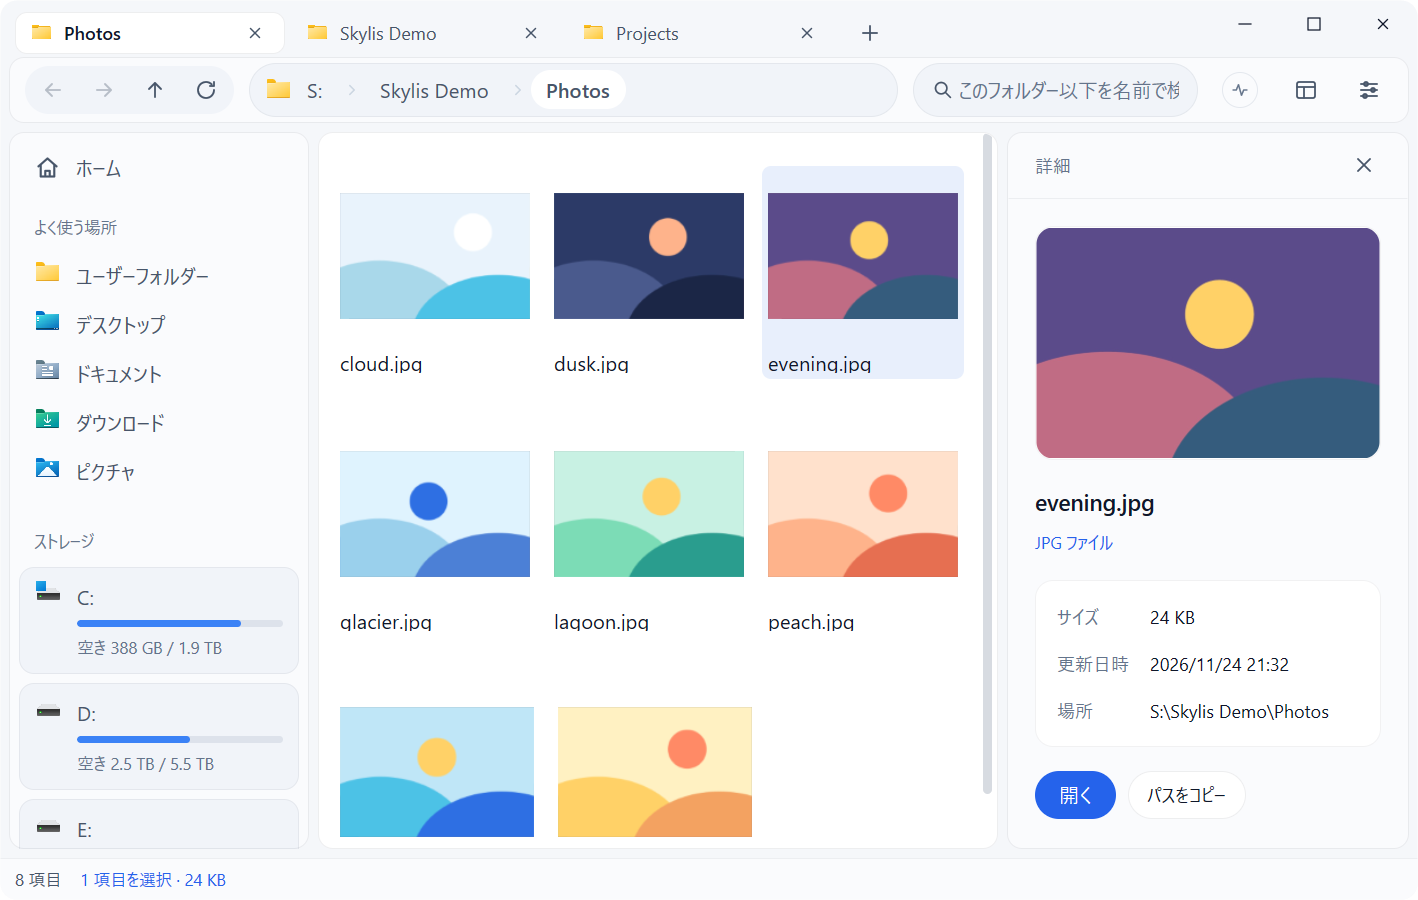 Photos
Skylis Demo
Projects
S:
Skylis Demo
Photos
このフォルダー以下を名前で検
ホーム
よく使う場所
ユーザーフォルダー
デスクトップ
ドキュメント
ダウンロード
ピクチャ
ストレージ
C:
空き 388 GB / 1.9 TB
D:
空き 2.5 TB / 5.5 TB
E:
cloud.jpg
dusk.jpg
evening.jpg
glacier.jpg
lagoon.jpg
peach.jpg
詳細
evening.jpg
JPG ファイル
サイズ 24 KB
更新日時 2026/11/24 21:32
場所 S:\Skylis Demo\Photos
開く
パスをコピー
8 項目
1 項目を選択 · 24 KB